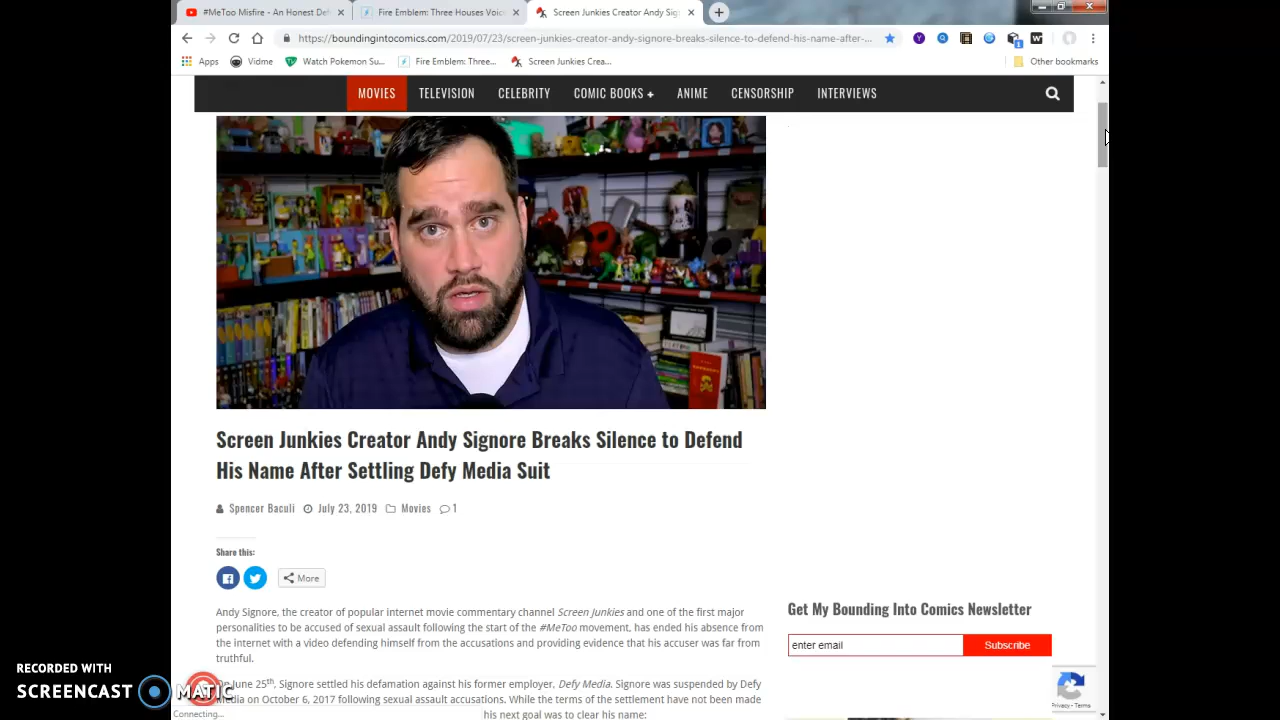 #MeToo Misfire - An Honest Def
Fire Emblem: Three Houses Voic
Screen Junkies Creator Andy Sig
https://boundingintocomics.com/2019/07/23/screen-junkies-creator-andy-signore-breaks-silence-to-defend-his-name-after-...
Apps Vidme Watch Pokemon Su... Fire Emblem: Three... Screen Junkies Crea... Other bookmarks
MOVIES TELEVISION CELEBRITY COMIC BOOKS + ANIME CENSORSHIP INTERVIEWS
Screen Junkies Creator Andy Signore Breaks Silence to Defend
His Name After Settling Defy Media Suit
Spencer Baculi July 23, 2019 Movies 1
Share this:
More
Andy Signore, the creator of popular internet movie commentary channel Screen Junkies and one of the first major
personalities to be accused of sexual assault following the start of the #MeToo movement, has ended his absence from
the internet with a video defending himself from the accusations and providing evidence that his accuser was far from
truthful.
On June 25th, Signore settled his defamation against his former employer, Defy Media. Signore was suspended by Defy
Media on October 6, 2017 following sexual assault accusations. While the terms of the settlement have not been made
his next goal was to clear his name:
Get My Bounding Into Comics Newsletter
enter email Subscribe
Privacy - Terms
Connecting...
RECORDED WITH
SCREENCAST MATIC